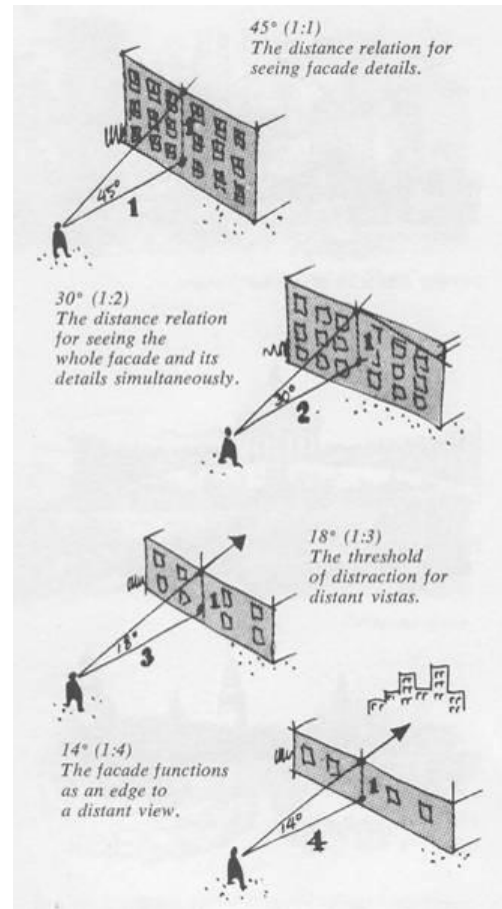 45° (1:1)
The distance relation for
seeing facade details.
1
45°
1
30° (1:2)
The distance relation
for seeing the
whole facade and its
details simultaneously.
1
30°
2
18° (1:3)
The threshold
of distraction for
distant vistas.
1
18°
3
14° (1:4)
The facade functions
as an edge to
a distant view.
1
14°
4